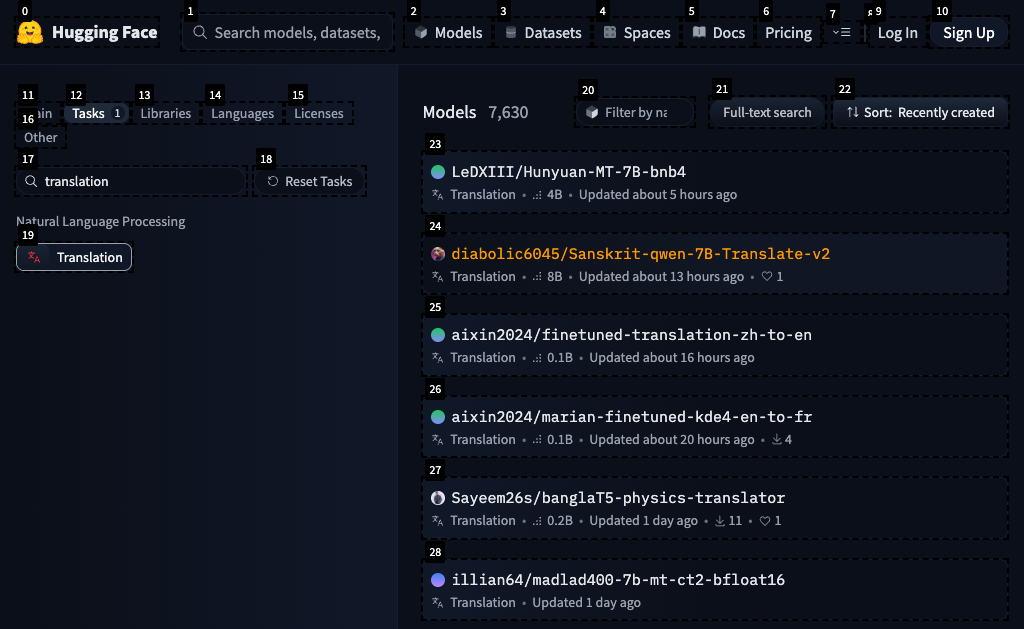 0 1 2 3 4 5 6 7 9 10
Hugging Face Search models, datasets, Models Datasets Spaces Docs Pricing Log In Sign Up
11 12 13 14 15
Tasks 1 Libraries Languages Licenses
16
Other
17 18
translation Reset Tasks
Natural Language Processing
19
Translation
20 21 22
Models 7,630 Filter by na Full-text search Sort: Recently created
23
LeDXIII/Hunyuan-MT-7B-bnb4
Translation • 4B • Updated about 5 hours ago
24
diabolic6045/Sanskrit-qwen-7B-Translate-v2
Translation • 8B • Updated about 13 hours ago • 1
25
aixin2024/finetuned-translation-zh-to-en
Translation • 0.1B • Updated about 16 hours ago
26
aixin2024/marian-finetuned-kde4-en-to-fr
Translation • 0.1B • Updated about 20 hours ago • 4
27
Sayeem26s/banglaT5-physics-translator
Translation • 0.2B • Updated 1 day ago • 11 • 1
28
illian64/madlad400-7b-mt-ct2-bfloat16
Translation • Updated 1 day ago